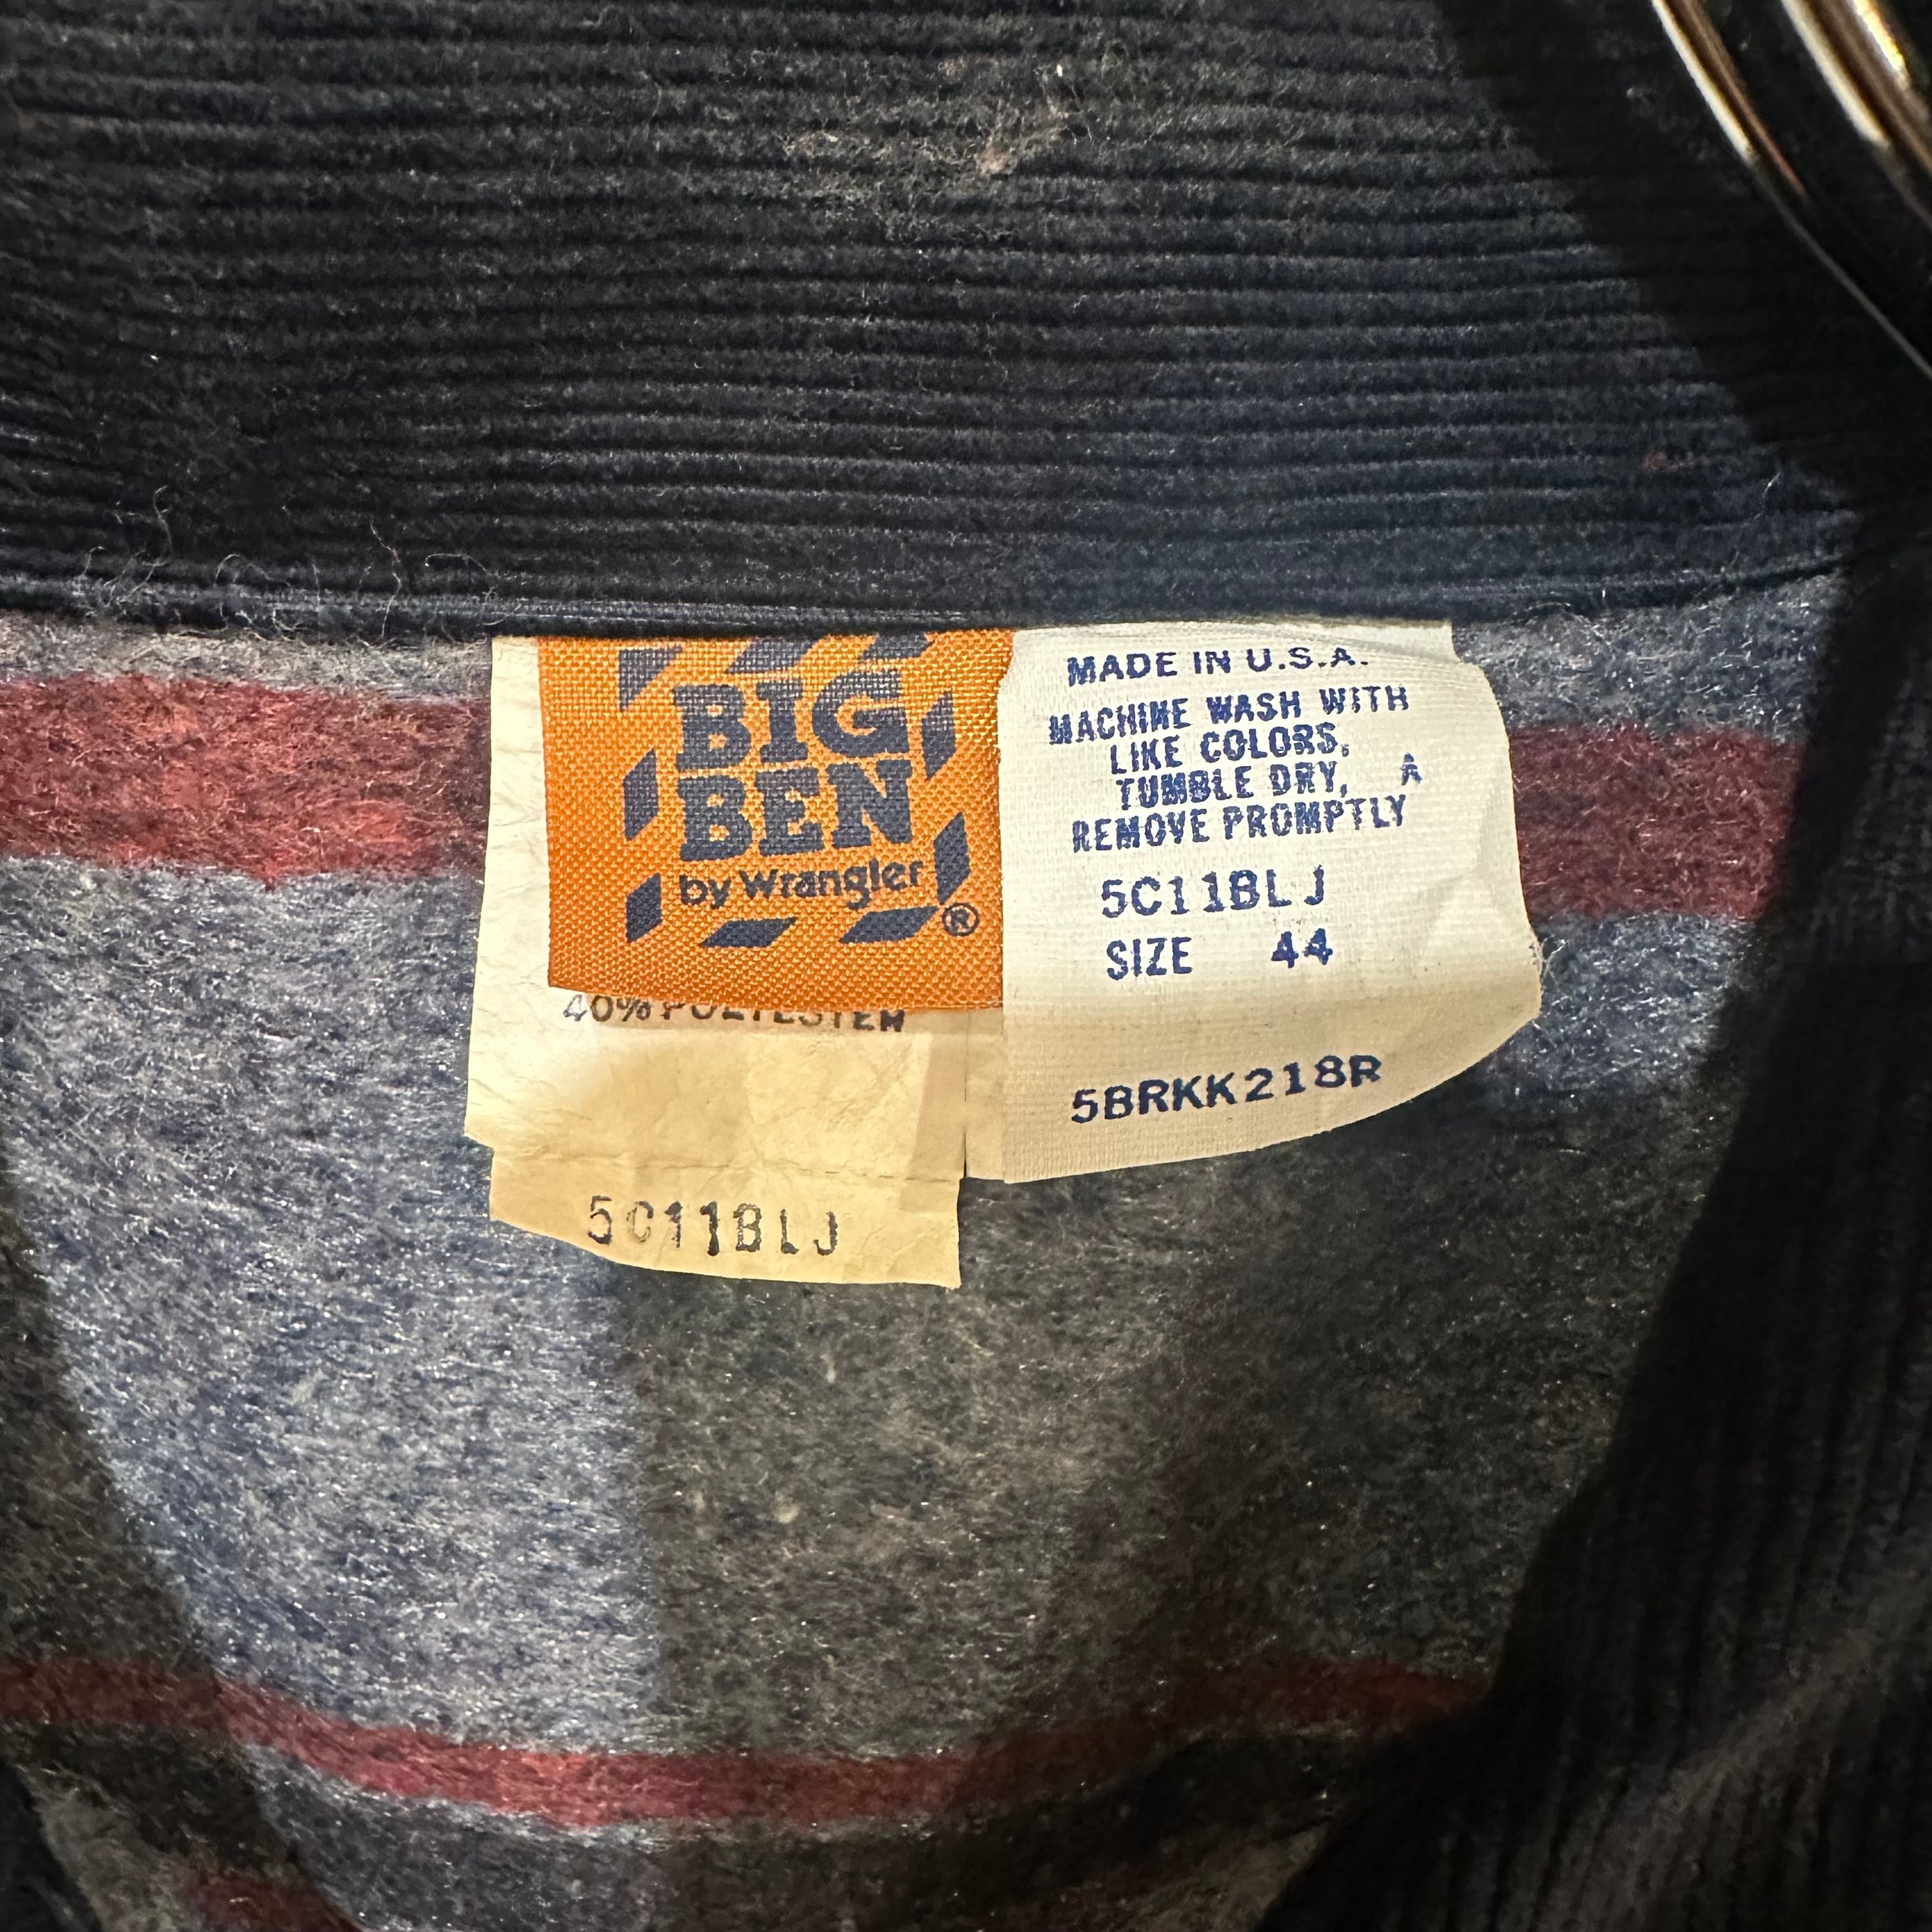 BIG
BEN
by Wrangler
®
40% POLYESTER
5C11BLJ
MADE IN U.S.A.
MACHINE WASH WITH
LIKE COLORS,
TUMBLE DRY, A
REMOVE PROMPTLY
5C11BLJ
SIZE 44
5BRKK218R